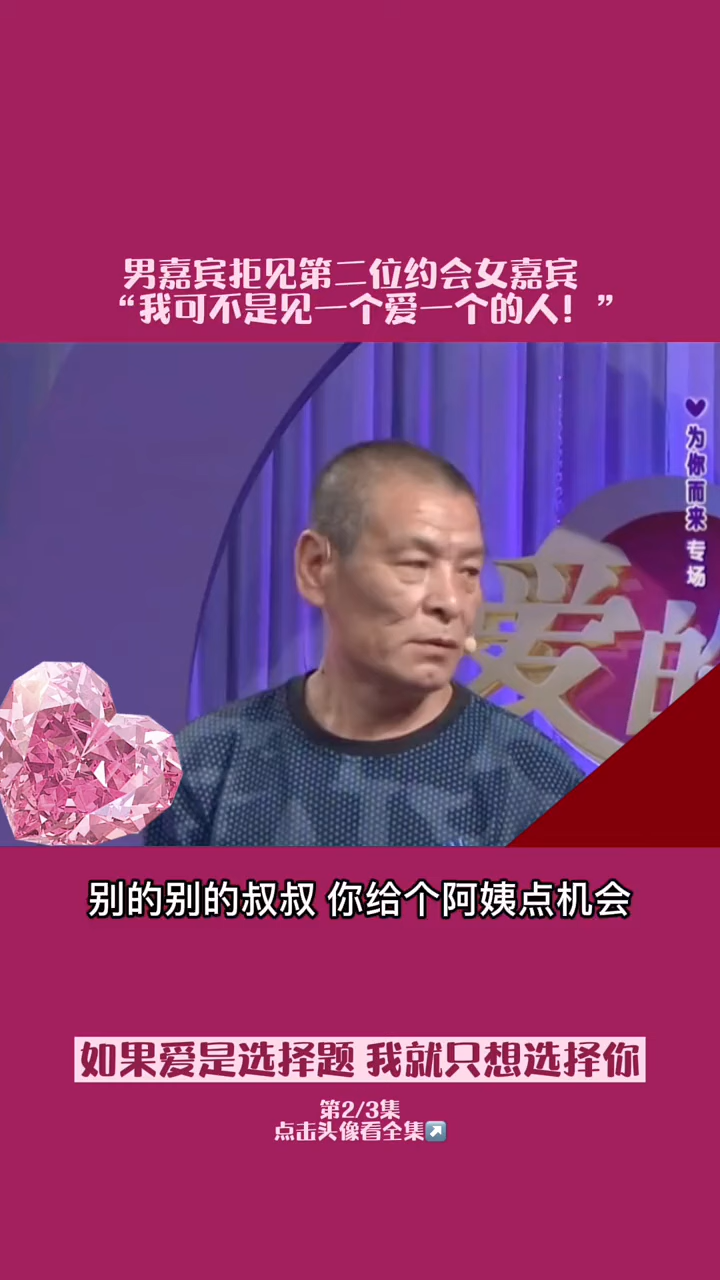 男嘉宾拒见第二位约会女嘉宾
“我可不是见一个爱一个的人！”
为你而来 专场
爱的
别的别的叔叔 你给个阿姨点机会
如果爱是选择题 我就只想选择你
第2/3集
点击头像看全集